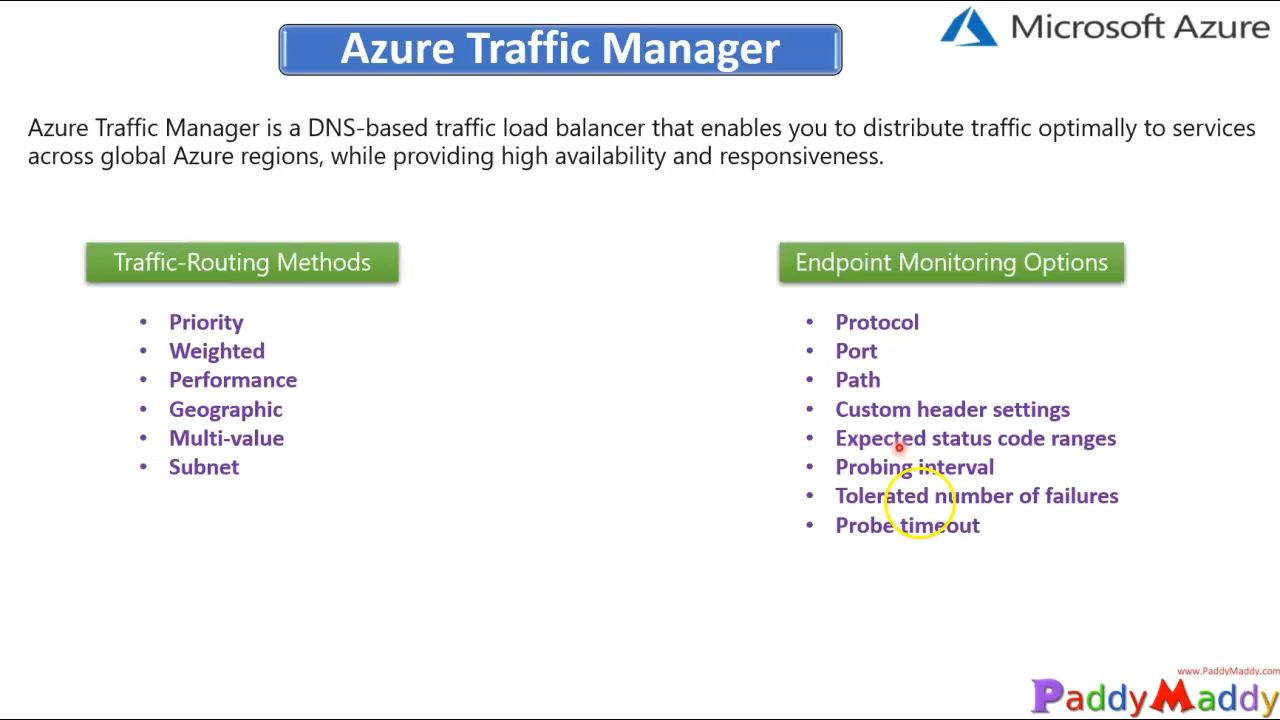 Azure Traffic Manager
Microsoft Azure
Azure Traffic Manager is a DNS-based traffic load balancer that enables you to distribute traffic optimally to services
across global Azure regions, while providing high availability and responsiveness.
Traffic-Routing Methods
• Priority
• Weighted
• Performance
• Geographic
• Multi-value
• Subnet
Endpoint Monitoring Options
• Protocol
• Port
• Path
• Custom header settings
• Expected status code ranges
• Probing interval
• Tolerated number of failures
• Probe timeout
www.PaddyMaddy.com
PaddyMaddy